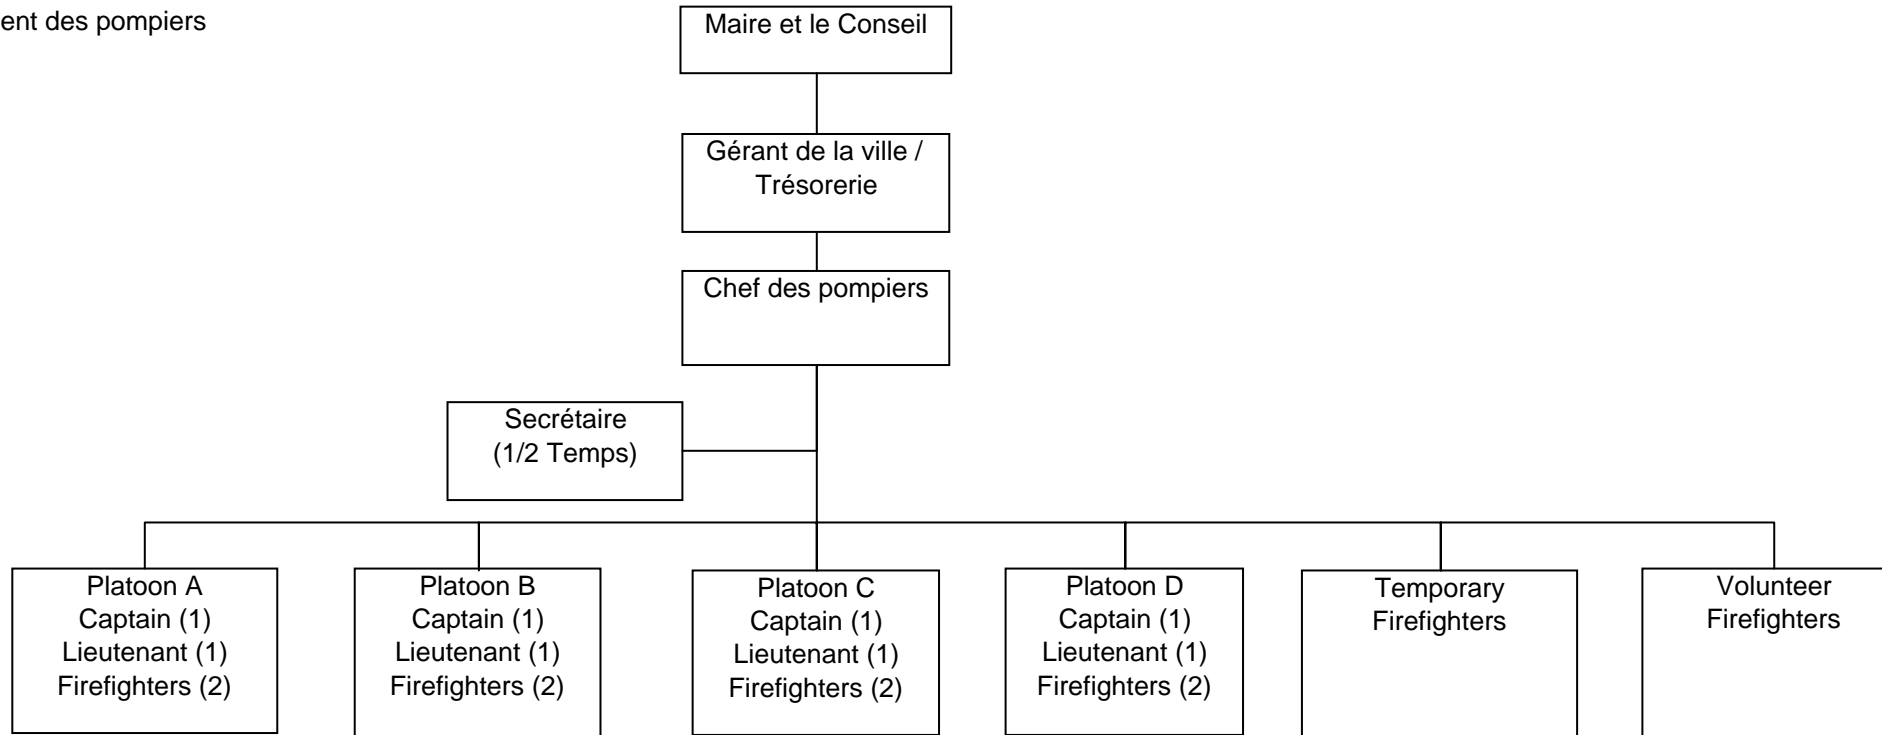 ent des pompiers
Maire et le Conseil
Gérant de la ville /
Trésorerie
Chef des pompiers
Secrétaire
(1/2 Temps)
Platoon A
Captain (1)
Lieutenant (1)
Firefighters (2)
Platoon B
Captain (1)
Lieutenant (1)
Firefighters (2)
Platoon C
Captain (1)
Lieutenant (1)
Firefighters (2)
Platoon D
Captain (1)
Lieutenant (1)
Firefighters (2)
Temporary
Firefighters
Volunteer
Firefighters